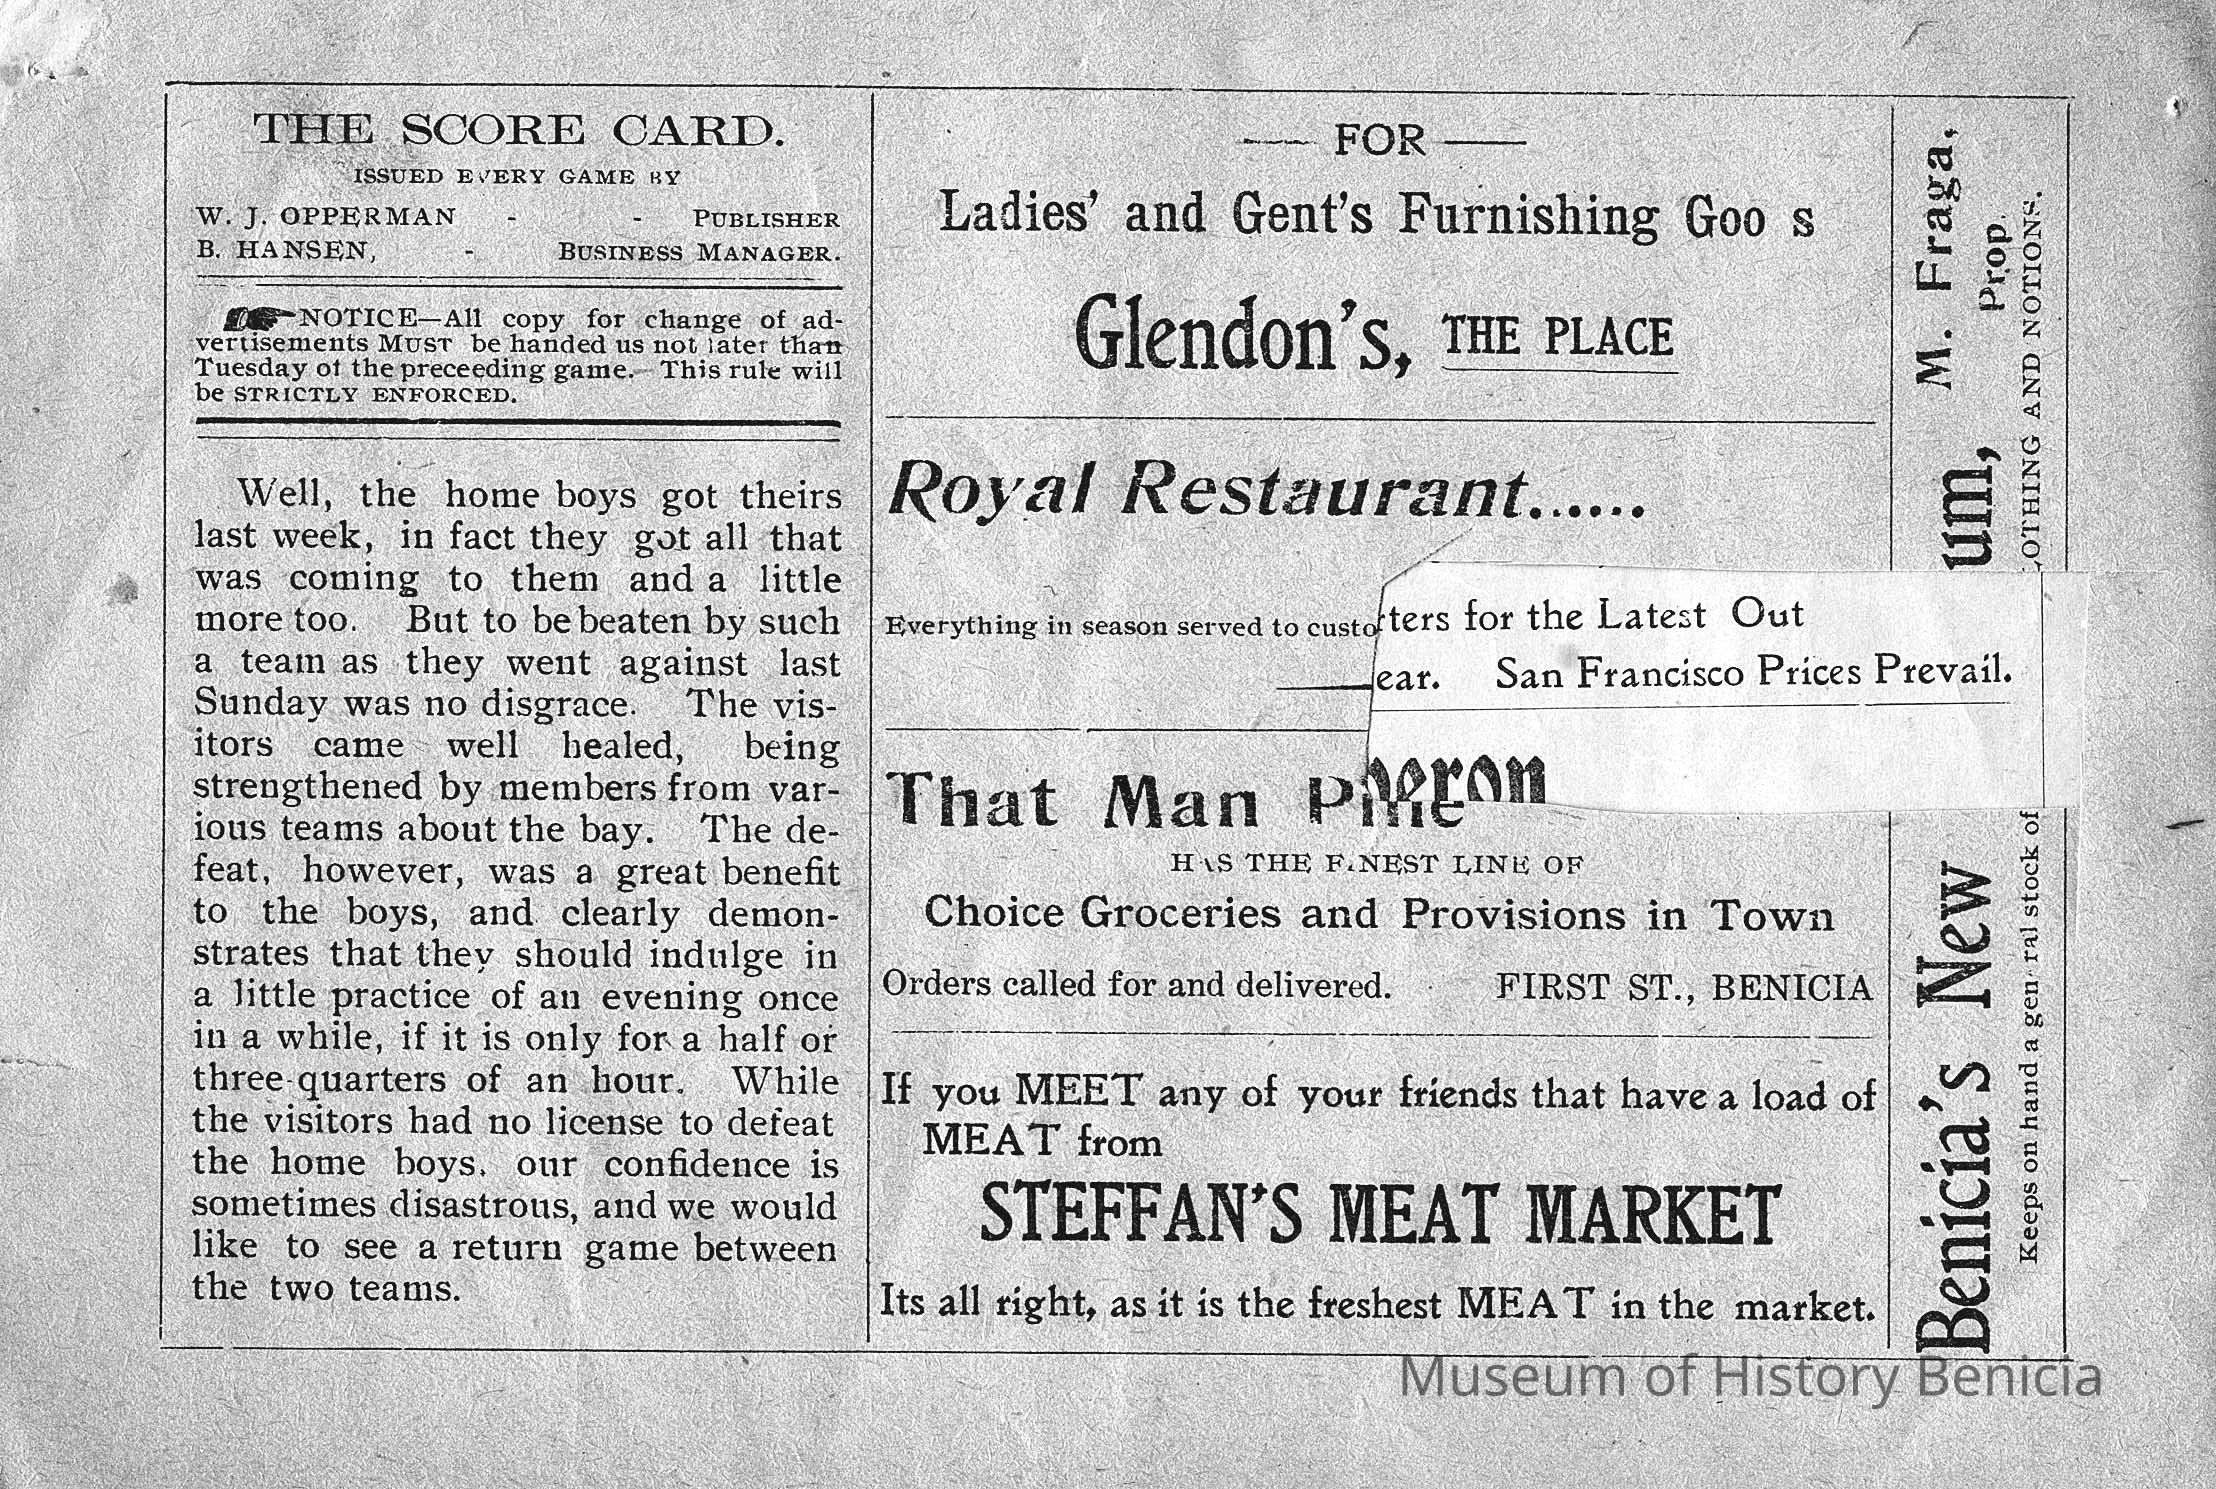 THE SCORE CARD.
ISSUED EVERY GAME BY
W. J. OPPERMAN - - PUBLISHER
B. HANSEN, - BUSINESS MANAGER.
NOTICE—All copy for change of ad-
vertisements MUST be handed us not later than
Tuesday of the preceeding game. This rule will
be STRICTLY ENFORCED.
Well, the home boys got theirs
last week, in fact they got all that
was coming to them and a little
more too. But to be beaten by such
a team as they went against last
Sunday was no disgrace. The vis-
itors came well healed, being
strengthened by members from var-
ious teams about the bay. The de-
feat, however, was a great benefit
to the boys, and clearly demon-
strates that they should indulge in
a little practice of an evening once
in a while, if it is only for a half or
three-quarters of an hour. While
the visitors had no license to defeat
the home boys, our confidence is
sometimes disastrous, and we would
like to see a return game between
the two teams.
— FOR —
Ladies' and Gent's Furnishing Goo s
Glendon's, THE PLACE
Royal Restaurant......
Everything in season served to custo
ters for the Latest Out
ear. San Francisco Prices Prevail.
That Man
HAS THE FINEST LINE OF
Choice Groceries and Provisions in Town
Orders called for and delivered. FIRST ST., BENICIA
If you MEET any of your friends that have a load of
MEAT from
STEFFAN'S MEAT MARKET
Its all right, as it is the freshest MEAT in the market.
Benicia's New um, M. Fraga,
Prop.
Keeps on hand a gen ral stock of LOTHING AND NOTIONS.
Museum of History Benicia